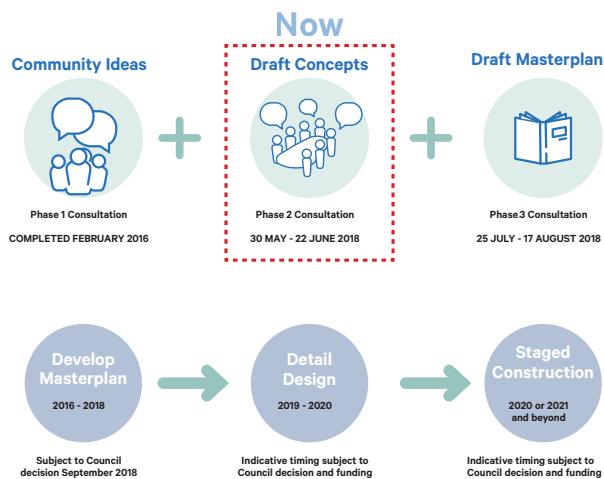 Now
Community Ideas
Draft Concepts
Draft Masterplan
Phase 1 Consultation
COMPLETED FEBRUARY 2016
Phase 2 Consultation
30 MAY - 22 JUNE 2018
Phase 3 Consultation
25 JULY - 17 AUGUST 2018
Develop
Masterplan
2016 - 2018
Detail
Design
2019 - 2020
Staged
Construction
2020 or 2021
and beyond
Subject to Council
decision September 2018
Indicative timing subject to
Council decision and funding
Indicative timing subject to
Council decision and funding